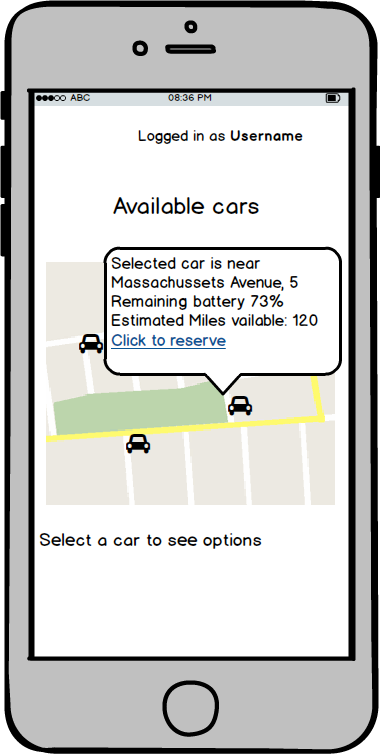 ABC 08:36 PM
Logged in as Username
Available cars
Selected car is near
Massachussets Avenue, 5
Remaining battery 73%
Estimated Miles vailable: 120
Click to reserve
Select a car to see options